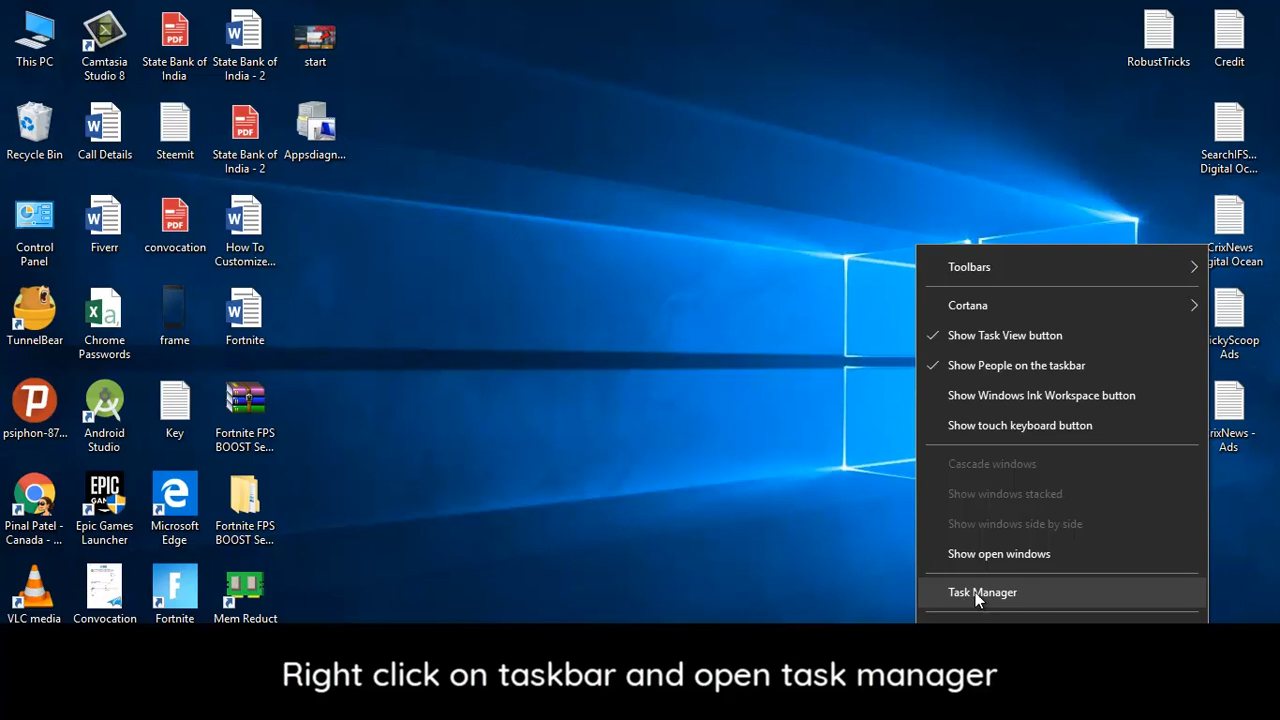 This PC
Camtasia
Studio 8
State Bank of
India
State Bank of
India - 2
start
RobustTricks
Credit
Recycle Bin
Call Details
Steemit
State Bank of
India - 2
Appsdiagn...
SearchIFS...
Digital Oc...
Control
Panel
Fiverr
convocation
How To
Customize...
CrixNews
Digital Ocean
TunnelBear
Chrome
Passwords
frame
Fortnite
Ads
psiphon-87...
Android
Studio
Key
Fortnite FPS
BOOST Se...
Ads
Pinal Patel -
Canada - ...
EPIC
GAMES
Epic Games
Launcher
Microsoft
Edge
Fortnite FPS
BOOST Se...
VLC media
Convocation
Fortnite
Mem Reduct
Toolbars
Cortana
Show Task View button
Show People on the taskbar
Show Windows Ink Workspace button
Show touch keyboard button
Cascade windows
Show windows stacked
Show windows side by side
Show open windows
Task Manager
Right click on taskbar and open task manager